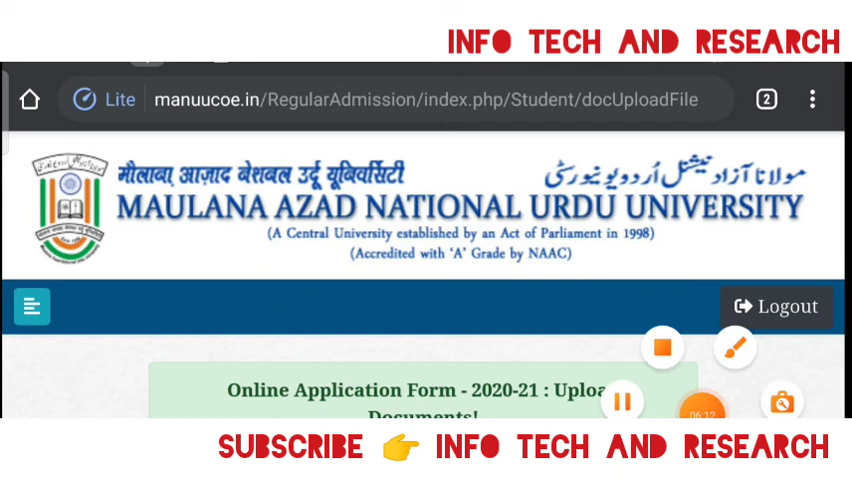 INFO TECH AND RESEARCH
Lite manuucoe.in/RegularAdmission/index.php/Student/docUploadFile 2
मौलाना आज़ाद नेशनल उर्दू यूनिवर्सिटी مولانا آزاد نیشنل اُردو یونیورسٹی
MAULANA AZAD NATIONAL URDU UNIVERSITY
(A Central University established by an Act of Parliament in 1998)
(Accredited with ‘A’ Grade by NAAC)
Logout
Online Application Form - 2020-21 : Uploa
Documents!
06:12
SUBSCRIBE 👉 INFO TECH AND RESEARCH